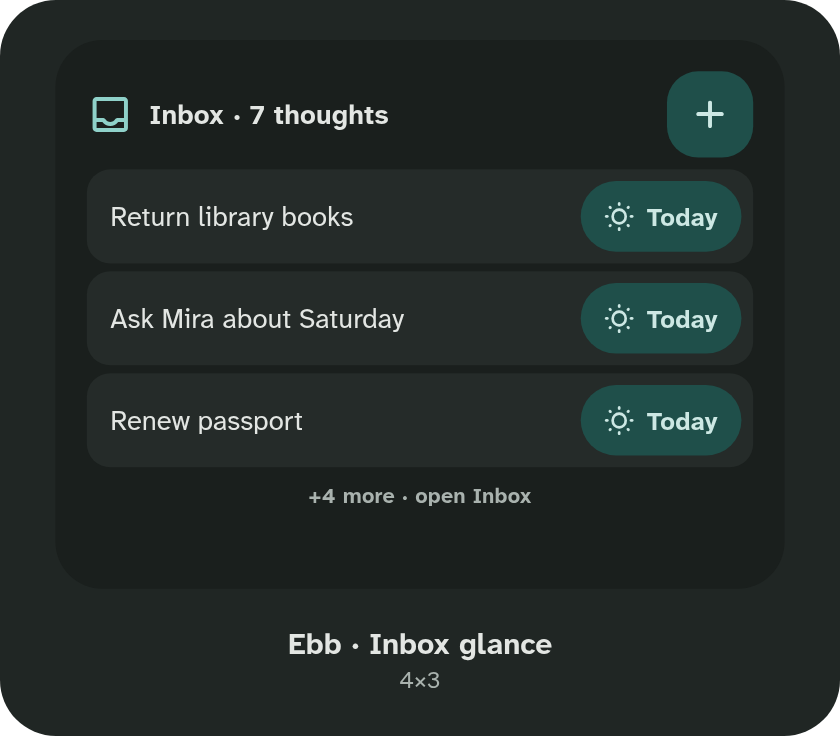 Inbox · 7 thoughts
Return library books
Today
Ask Mira about Saturday
Today
Renew passport
Today
+4 more · open Inbox
Ebb · Inbox glance
4×3